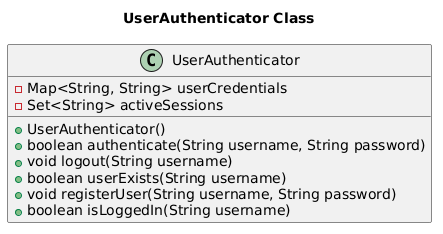 UserAuthenticator Class
C UserAuthenticator
Map<String, String> userCredentials
Set<String> activeSessions
UserAuthenticator()
boolean authenticate(String username, String password)
void logout(String username)
boolean userExists(String username)
void registerUser(String username, String password)
boolean isLoggedIn(String username)